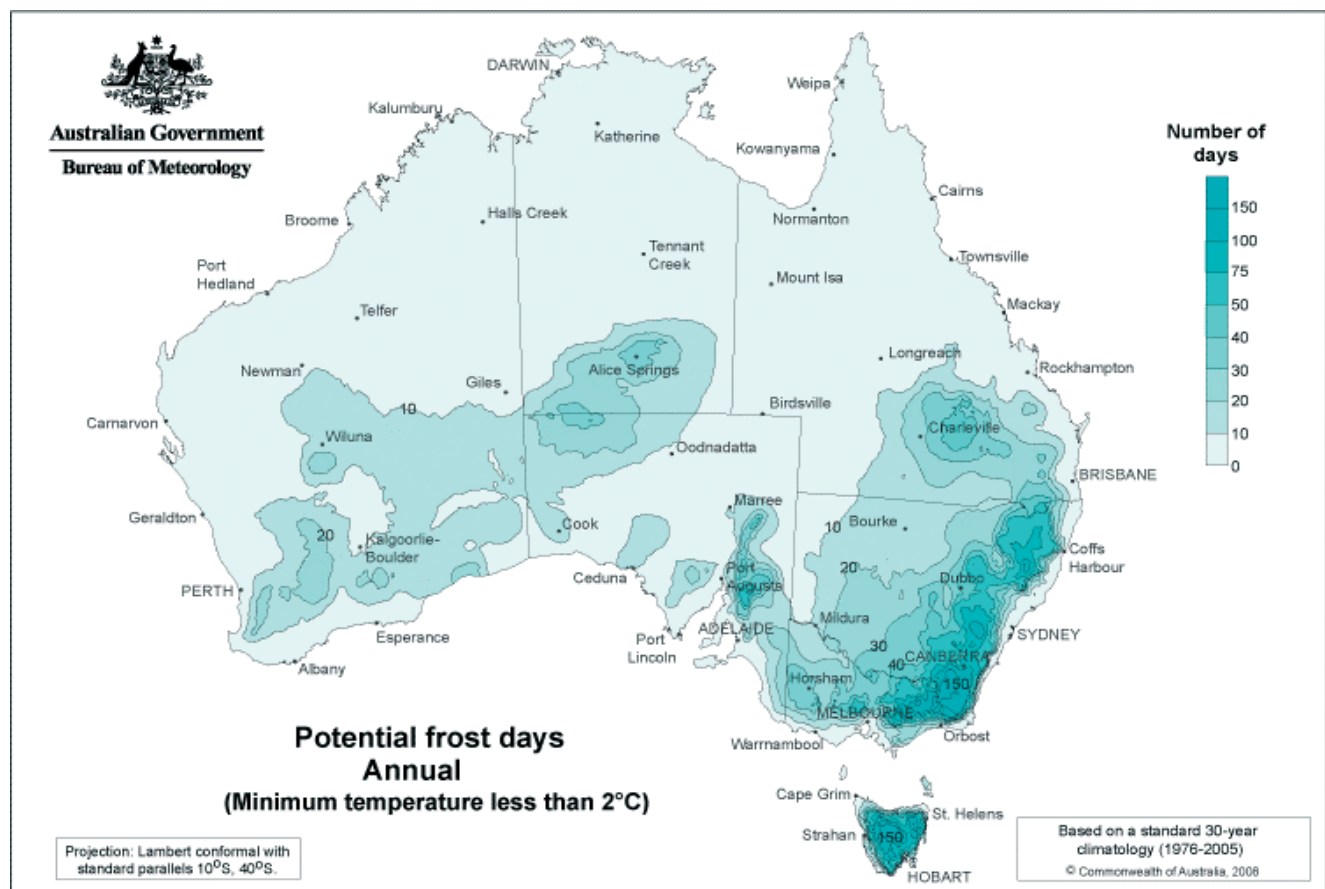 Australian Government
Bureau of Meteorology
DARWIN
Weipa
Kalumburu
Katherine
Kowanyama
Number of
days
150
100
75
50
40
30
20
10
0
Cairns
Broome
Halls Creek
Normanton
Tennant
Creek
Townsville
Port
Hedland
Mount Isa
Telfer
Mackay
Newman
Alice Springs
Longreach
Rockhampton
Giles
10
Birdsville
Carnarvon
Wiluna
Charleville
Oodnadatta
BRISBANE
Marree
Geraldton
20
Cook
10
Bourke
Kalgoorlie-
Boulder
Coffs
Harbour
Ceduna
Port
Augusta
20
Dubbo
PERTH
Mildura
Esperance
Port
Lincoln
ADELAIDE
SYDNEY
30
40
CANBERRA
Albany
Horsham
150
MELBOURNE
Warrnambool
Orbost
Potential frost days
Annual
(Minimum temperature less than 2°C)
Cape Grim
St. Helens
Strahan
150
HOBART
Projection: Lambert conformal with
standard parallels 10°S, 40°S.
Based on a standard 30-year
climatology (1976-2005)
© Commonwealth of Australia, 2008